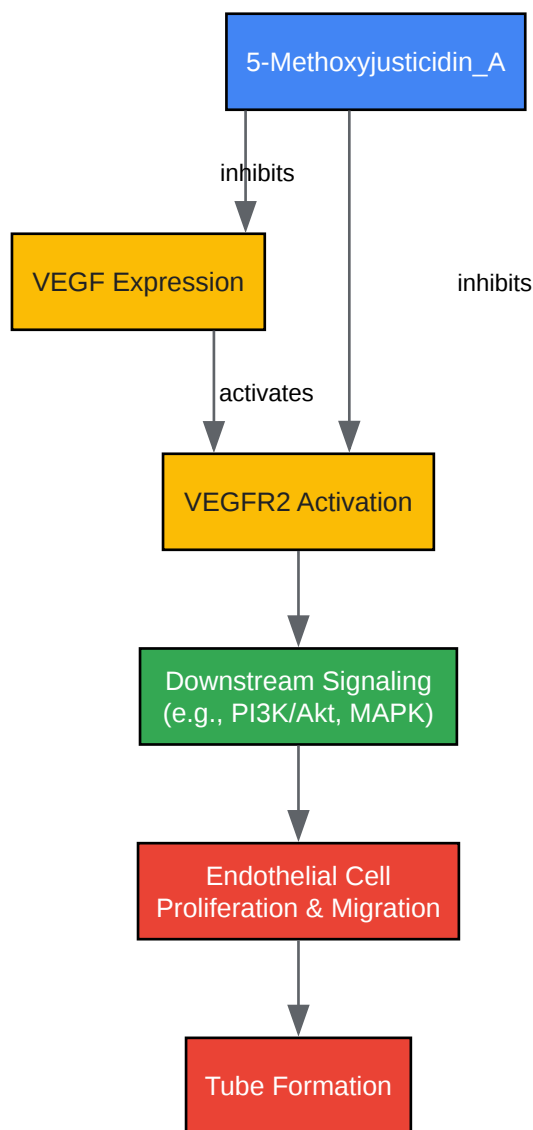 5-Methoxyjusticidin_A
inhibits
VEGF Expression
inhibits
activates
VEGFR2 Activation
Downstream Signaling
(e.g., PI3K/Akt, MAPK)
Endothelial Cell
Proliferation & Migration
Tube Formation